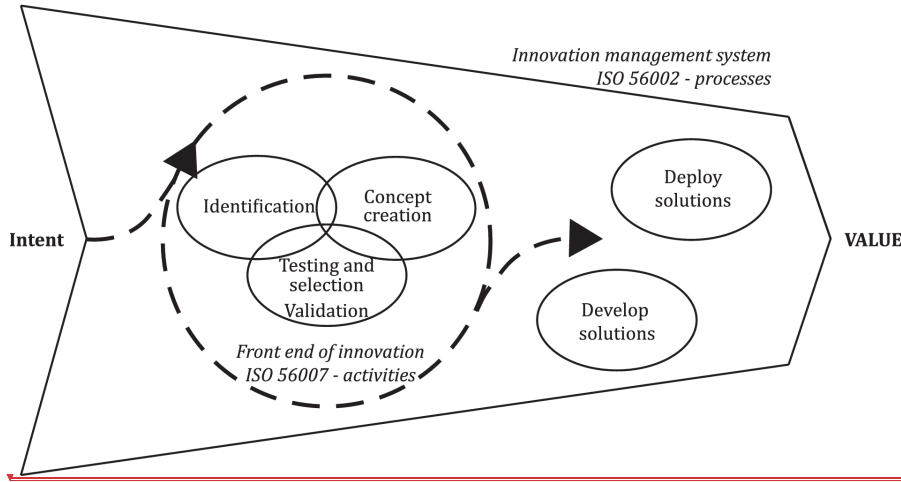 Innovation management system
ISO 56002 - processes
Intent
Identification
Concept
creation
Testing and
selection
Validation
Front end of innovation
ISO 56007 - activities
Deploy
solutions
Develop
solutions
VALUE